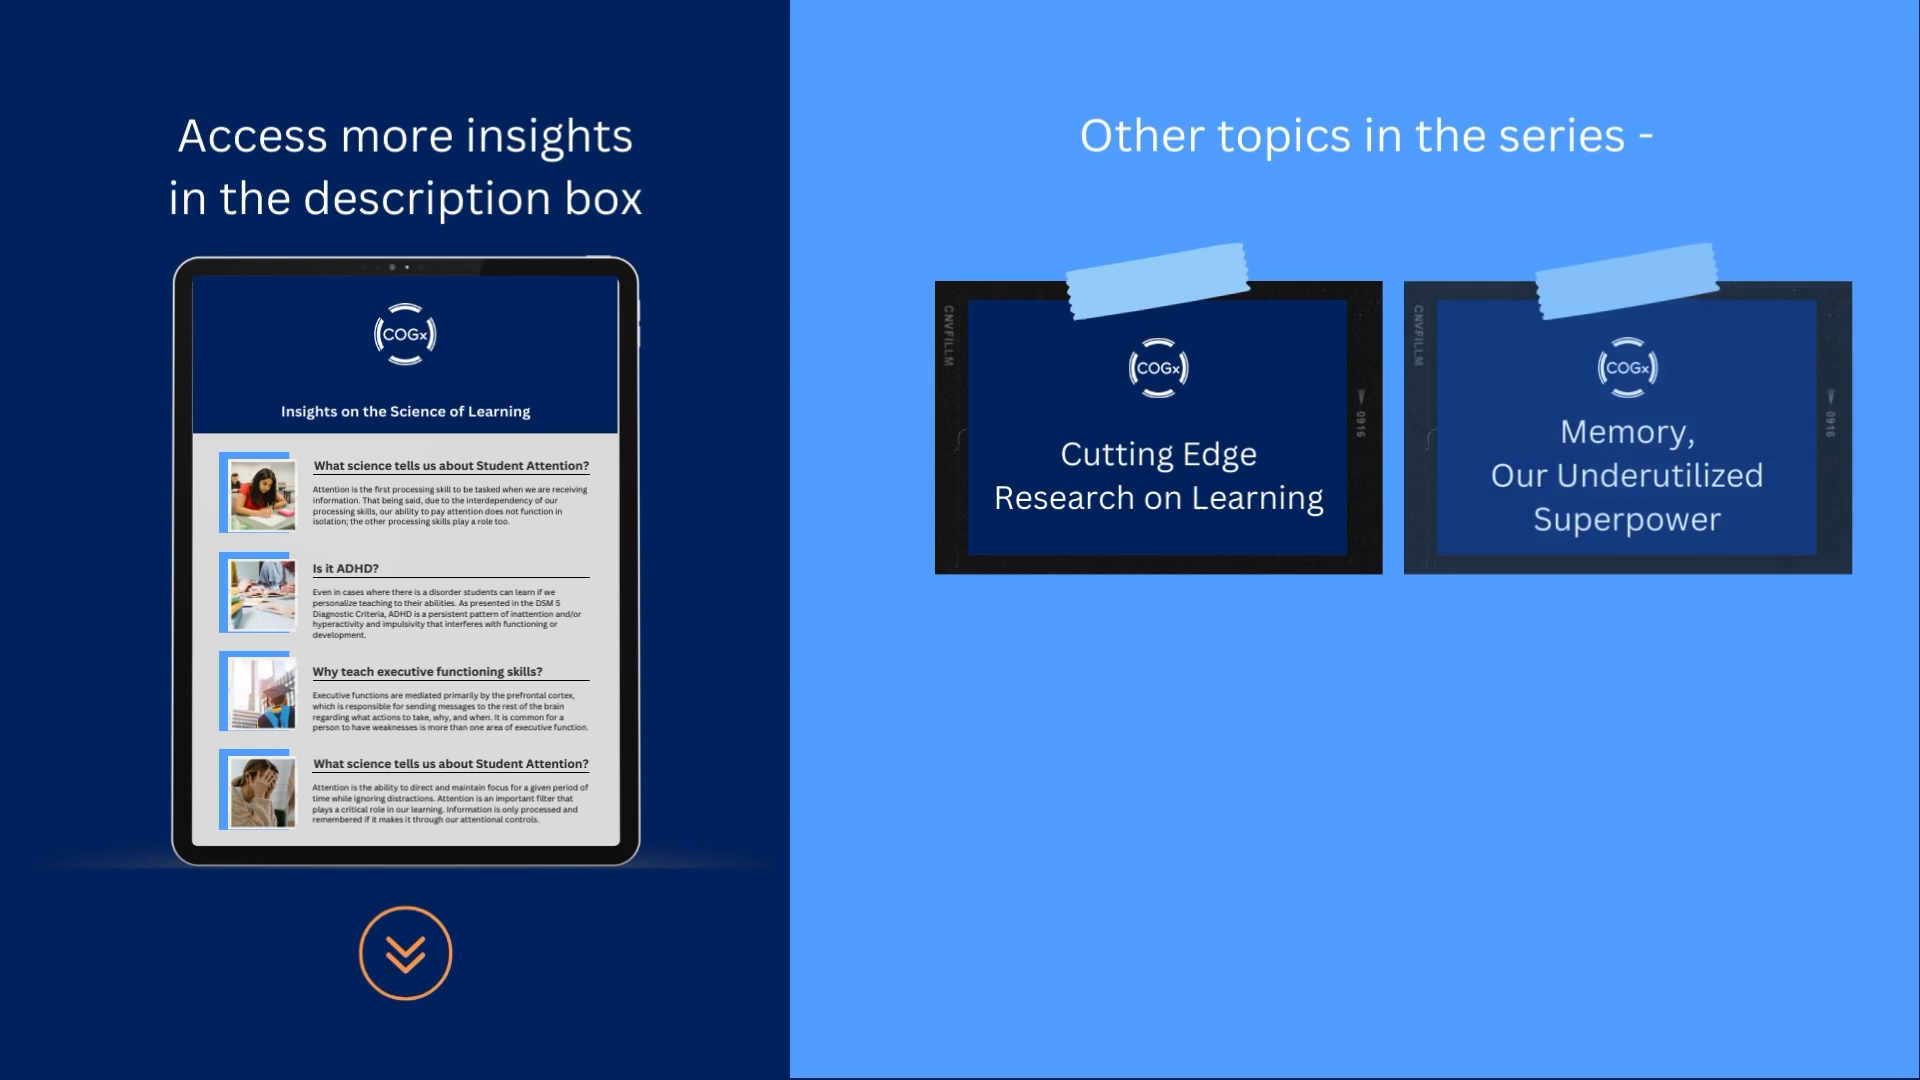 Access more insights
in the description box
COGx
Insights on the Science of Learning
What science tells us about Student Attention?
Attention is the first processing skill to be tasked when we are receiving
information. That being said, due to the interdependency of our
processing skills, our ability to pay attention does not function in
isolation; the other processing skills play a role too.
Is it ADHD?
Even in cases where there is a disorder students can learn if we
personalize teaching to their abilities. As presented in the DSM 5
Diagnostic Criteria, ADHD is a persistent pattern of inattention and/or
hyperactivity and impulsivity that interferes with functioning or
development.
Why teach executive functioning skills?
Executive functions are mediated primarily by the prefrontal cortex,
which is responsible for sending messages to the rest of the brain
regarding what actions to take, why, and when. It is common for a
person to have weaknesses is more than one area of executive function.
What science tells us about Student Attention?
Attention is the ability to direct and maintain focus for a given period of
time while ignoring distractions. Attention is an important filter that
plays a critical role in our learning. Information is only processed and
remembered if it makes it through our attentional controls.
Other topics in the series -
CNVFILLM
COGx
Cutting Edge
Research on Learning
0916
CNVFILLM
COGx
Memory,
Our Underutilized
Superpower
0916